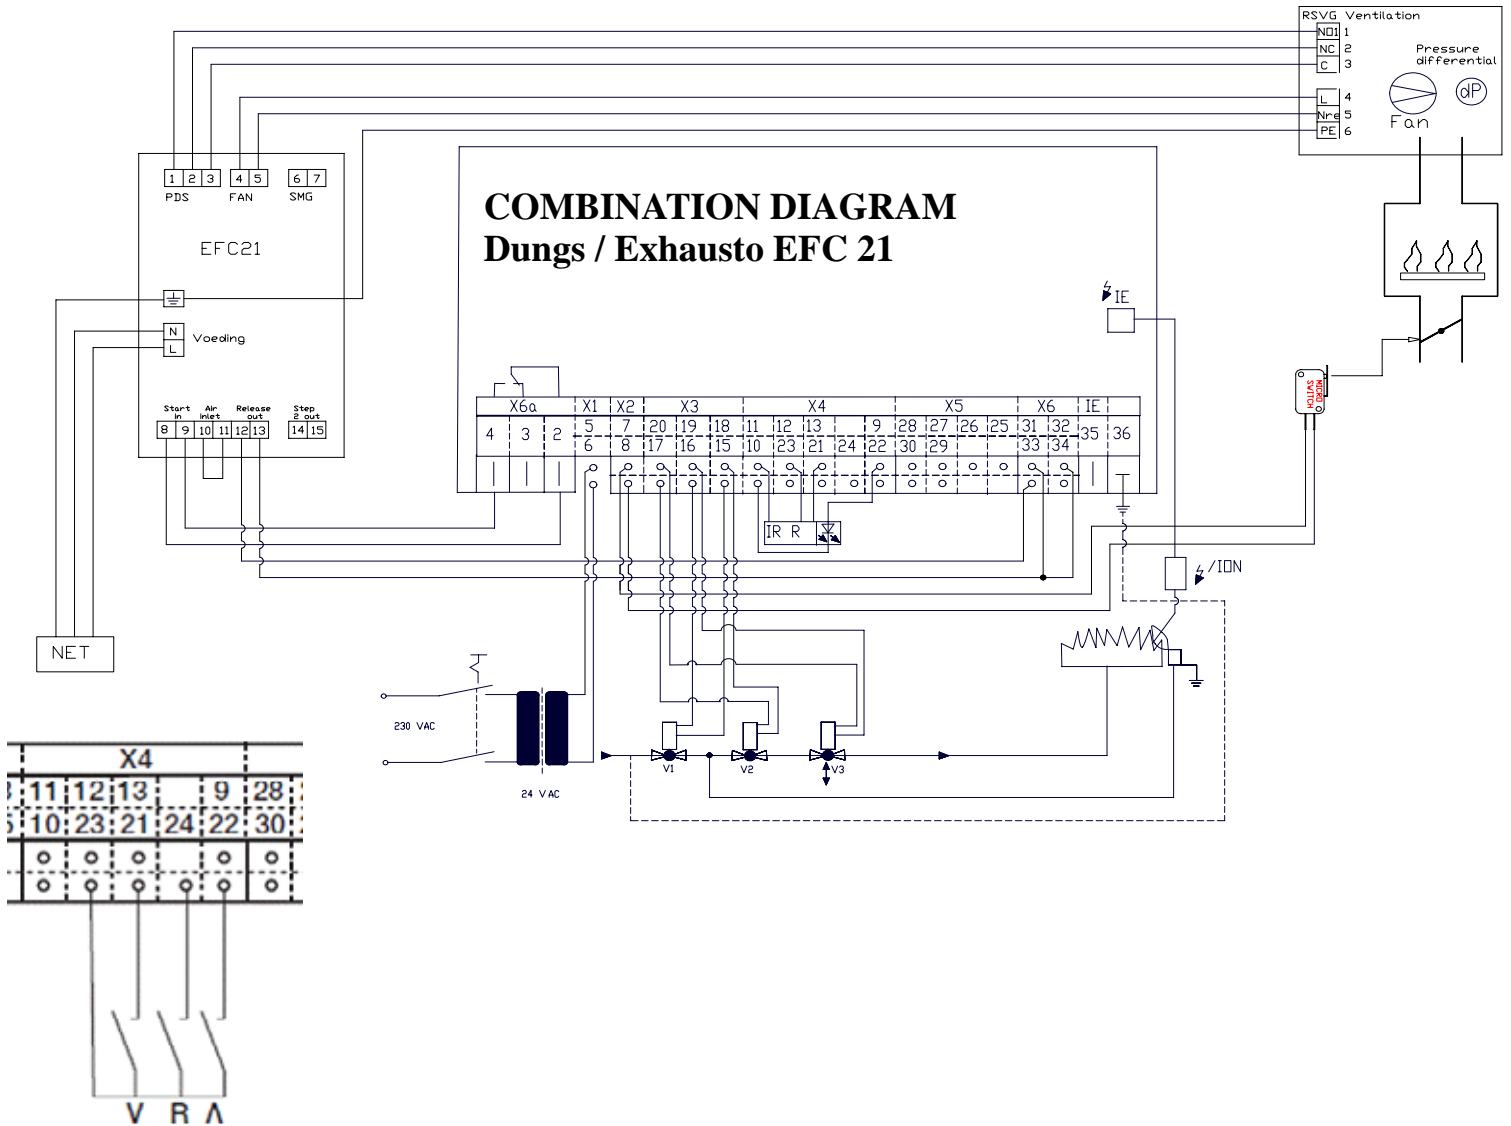 RSVG Ventilation
NO1 1
NC 2
C 3
Pressure
differential
L 4
Nre 5
PE 6
dP
Fan
1 2 3 4 5 6 7
PDS FAN SMG
COMBINATION DIAGRAM
Dungs / Exhausto EFC 21
EFC21
IE
N
L
Voeding
MICRO
SWITCH
Start
in
Air
inlet
Release
out
Step
2 out
8 9 10 11 12 13 14 15
X6a X1 X2 X3 X4 X5 X6 IE
4 3 2 5 7 20 19 18 11 12 13 9 28 27 26 25 31 32 35 36
6 8 17 16 15 10 23 21 24 22 30 29 33 34
IR R
/ION
NET
230 VAC
24 VAC
V1 V2 V3
X4
11 12 13 9 28
10 23 21 24 22 30
V R Λ